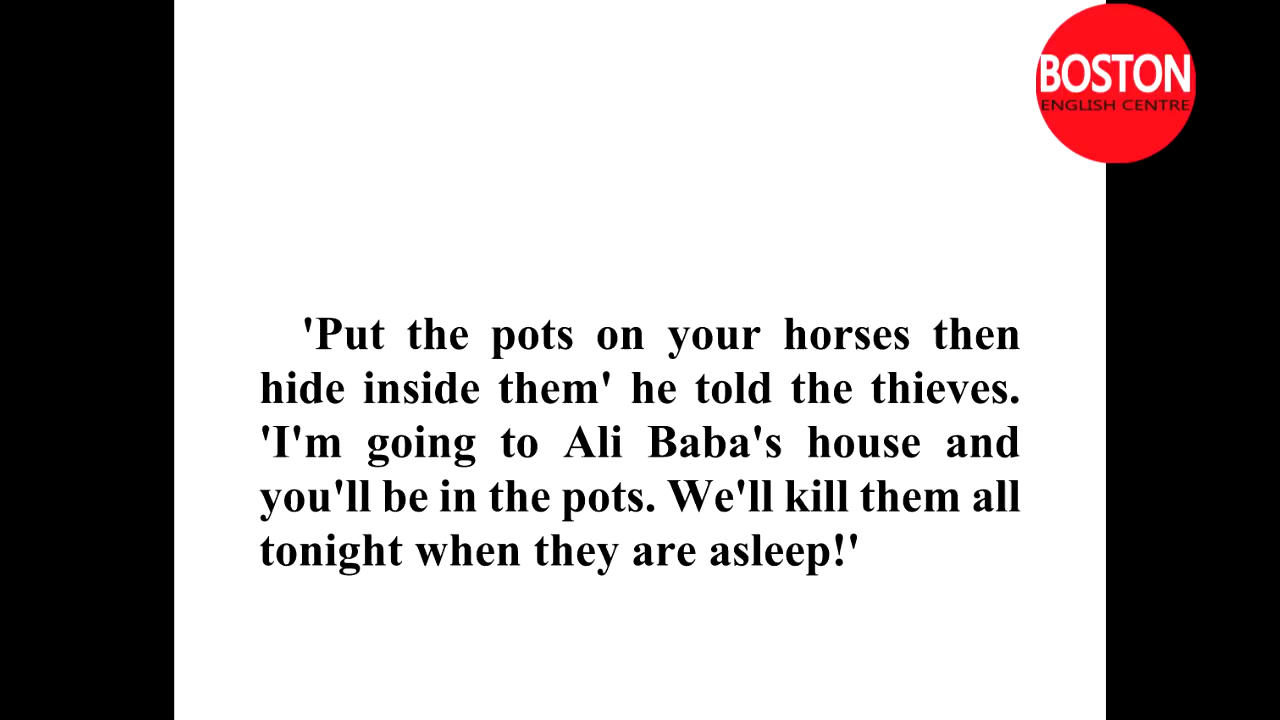 BOSTON
ENGLISH CENTRE
'Put the pots on your horses then
hide inside them' he told the thieves.
'I'm going to Ali Baba's house and
you'll be in the pots. We'll kill them all
tonight when they are asleep!'